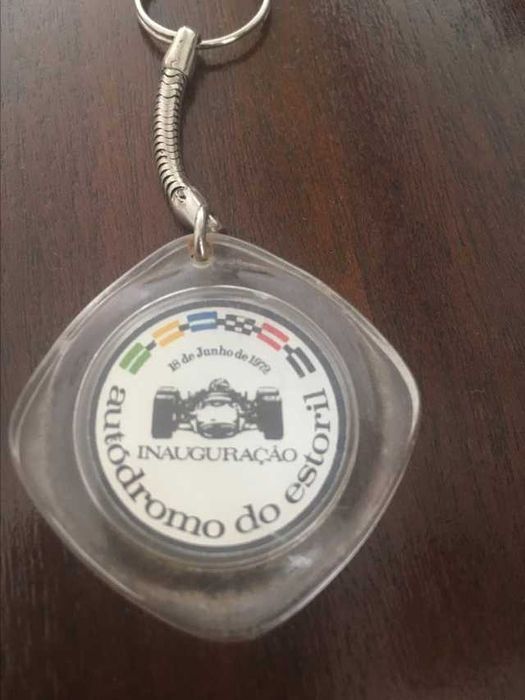 18 de Junho de 1972
INAUGURAÇÃO
autódromo do estoril